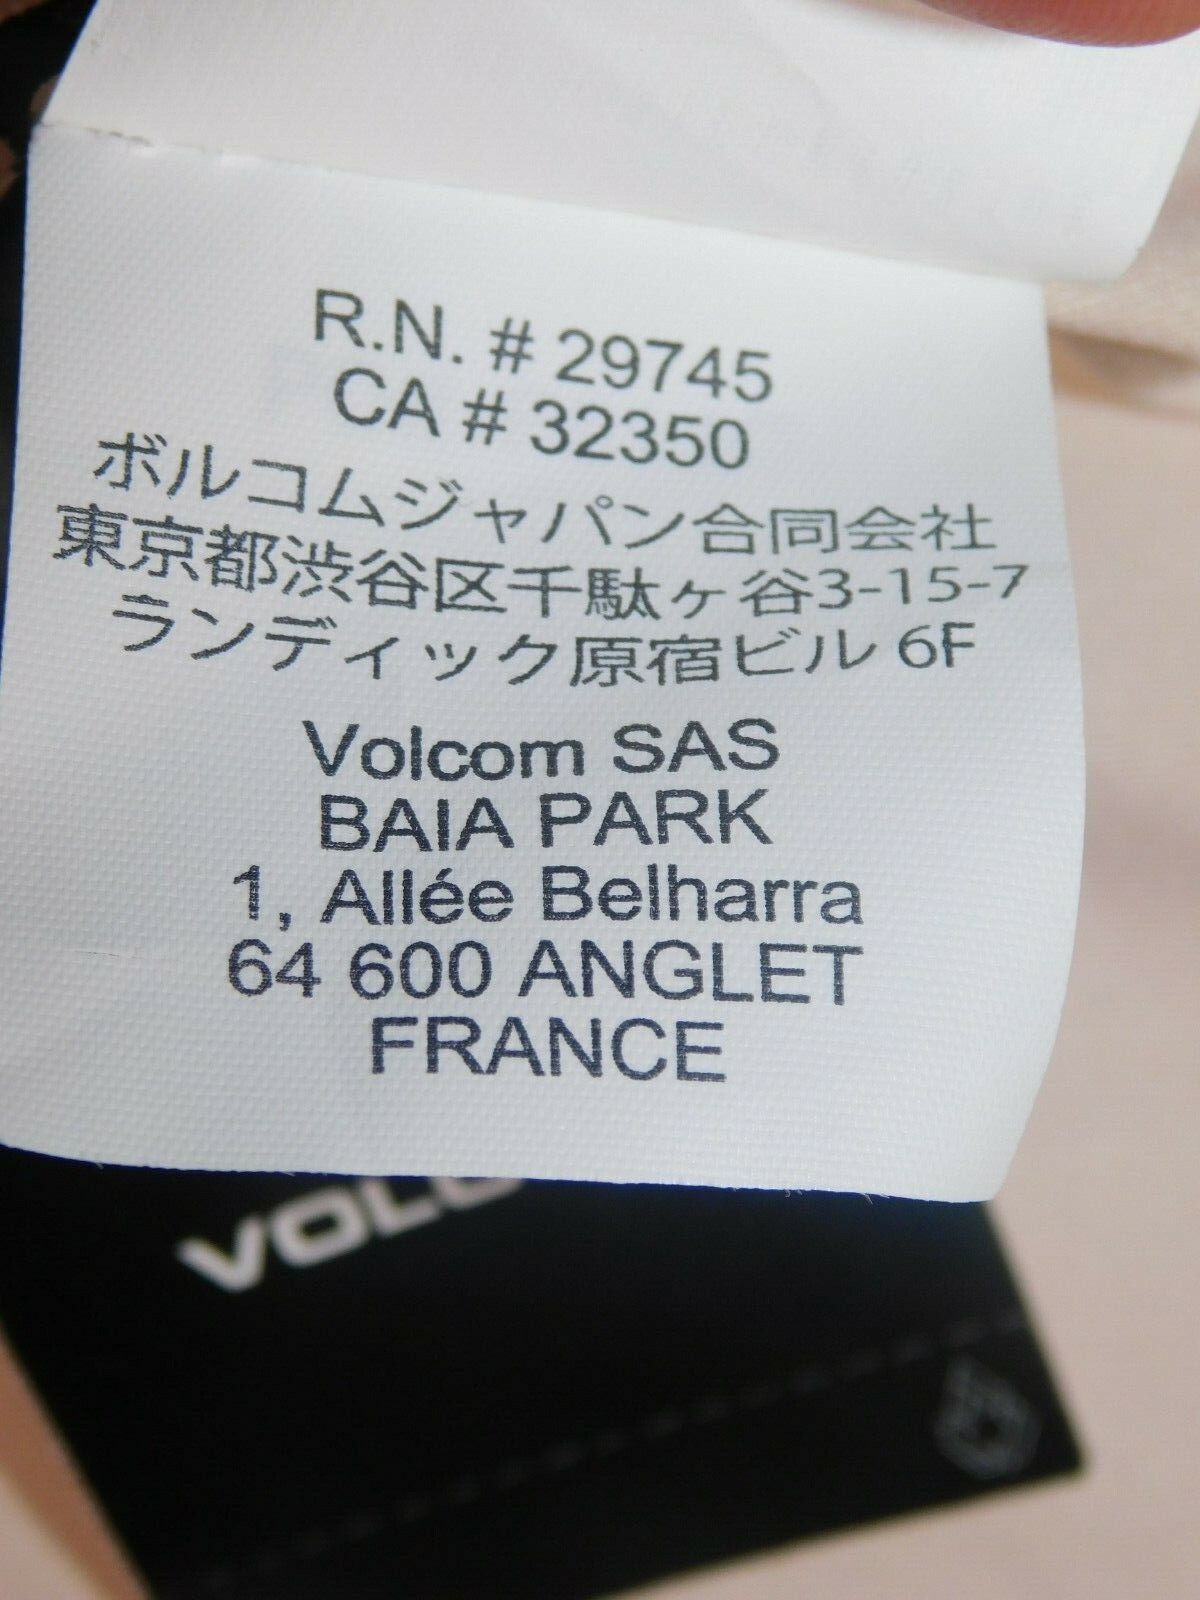 R.N. # 29745
CA # 32350
ボルコムジャパン合同会社
東京都渋谷区千駄ヶ谷3-15-7
ランディック原宿ビル 6F
Volcom SAS
BAIA PARK
1, Allée Belharra
64 600 ANGLET
FRANCE
VOLC